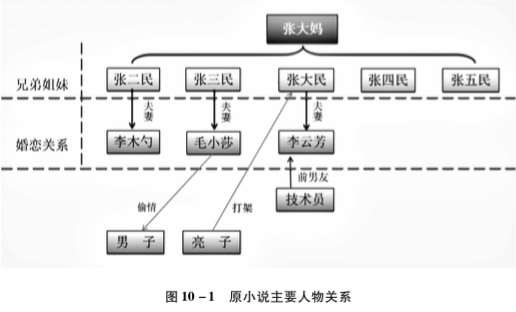 张大妈
兄弟姐妹
张二民
张三民
张大民
张四民
张五民
夫妻
夫妻
夫妻
婚恋关系
李木勺
毛小莎
李云芳
前男友
偷情
打架
技术员
男 子
亮 子
图10-1 原小说主要人物关系